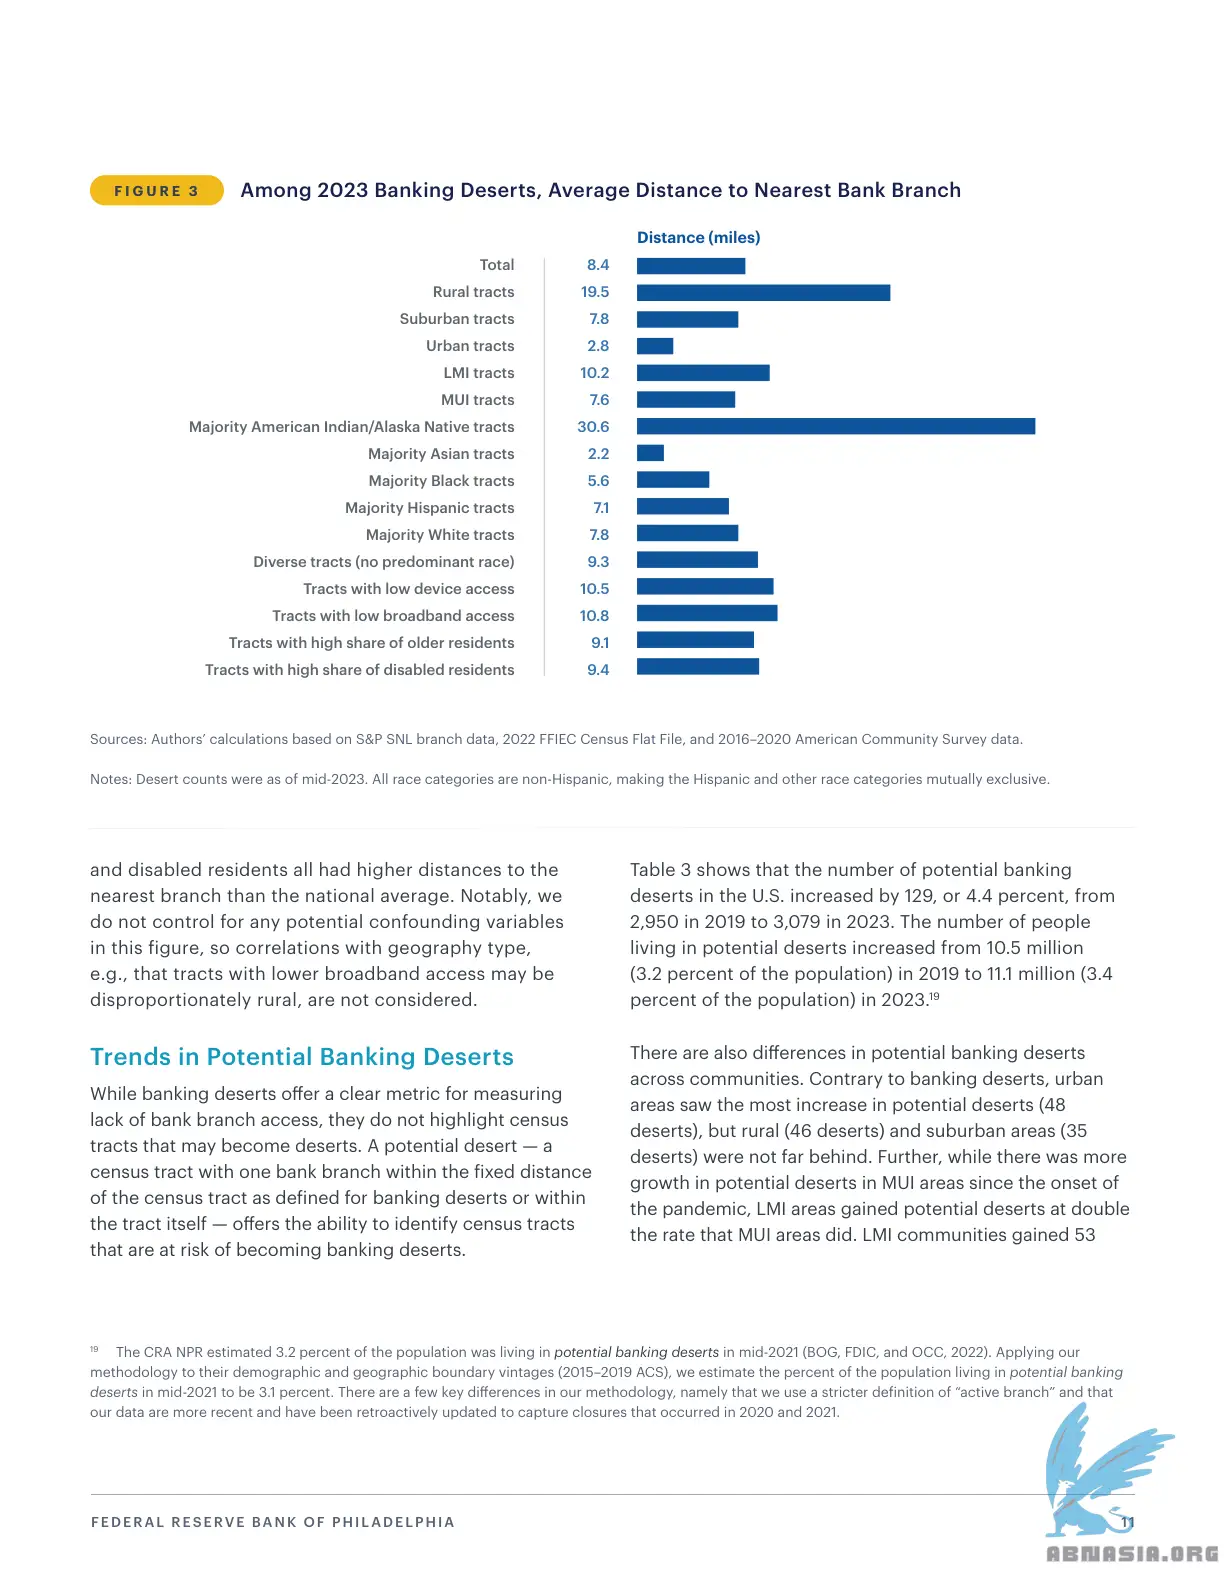 FIGURE 3
Among 2023 Banking Deserts, Average Distance to Nearest Bank Branch
Distance (miles)
Total 8.4
Rural tracts 19.5
Suburban tracts 7.8
Urban tracts 2.8
LMI tracts 10.2
MUI tracts 7.6
Majority American Indian/Alaska Native tracts 30.6
Majority Asian tracts 2.2
Majority Black tracts 5.6
Majority Hispanic tracts 7.1
Majority White tracts 7.8
Diverse tracts (no predominant race) 9.3
Tracts with low device access 10.5
Tracts with low broadband access 10.8
Tracts with high share of older residents 9.1
Tracts with high share of disabled residents 9.4
Sources: Authors’ calculations based on S&P SNL branch data, 2022 FFIEC Census Flat File, and 2016–2020 American Community Survey data.
Notes: Desert counts were as of mid-2023. All race categories are non-Hispanic, making the Hispanic and other race categories mutually exclusive.
and disabled residents all had higher distances to the
nearest branch than the national average. Notably, we
do not control for any potential confounding variables
in this figure, so correlations with geography type,
e.g., that tracts with lower broadband access may be
disproportionately rural, are not considered.
Trends in Potential Banking Deserts
While banking deserts offer a clear metric for measuring
lack of bank branch access, they do not highlight census
tracts that may become deserts. A potential desert — a
census tract with one bank branch within the fixed distance
of the census tract as defined for banking deserts or within
the tract itself — offers the ability to identify census tracts
that are at risk of becoming banking deserts.
Table 3 shows that the number of potential banking
deserts in the U.S. increased by 129, or 4.4 percent, from
2,950 in 2019 to 3,079 in 2023. The number of people
living in potential deserts increased from 10.5 million
(3.2 percent of the population) in 2019 to 11.1 million (3.4
percent of the population) in 2023.19
There are also differences in potential banking deserts
across communities. Contrary to banking deserts, urban
areas saw the most increase in potential deserts (48
deserts), but rural (46 deserts) and suburban areas (35
deserts) were not far behind. Further, while there was more
growth in potential deserts in MUI areas since the onset of
the pandemic, LMI areas gained potential deserts at double
the rate that MUI areas did. LMI communities gained 53
19 The CRA NPR estimated 3.2 percent of the population was living in potential banking deserts in mid-2021 (BOG, FDIC, and OCC, 2022). Applying our
methodology to their demographic and geographic boundary vintages (2015–2019 ACS), we estimate the percent of the population living in potential banking
deserts in mid-2021 to be 3.1 percent. There are a few key differences in our methodology, namely that we use a stricter definition of “active branch” and that
our data are more recent and have been retroactively updated to capture closures that occurred in 2020 and 2021.
FEDERAL RESERVE BANK OF PHILADELPHIA
11
ABNASIA.ORG